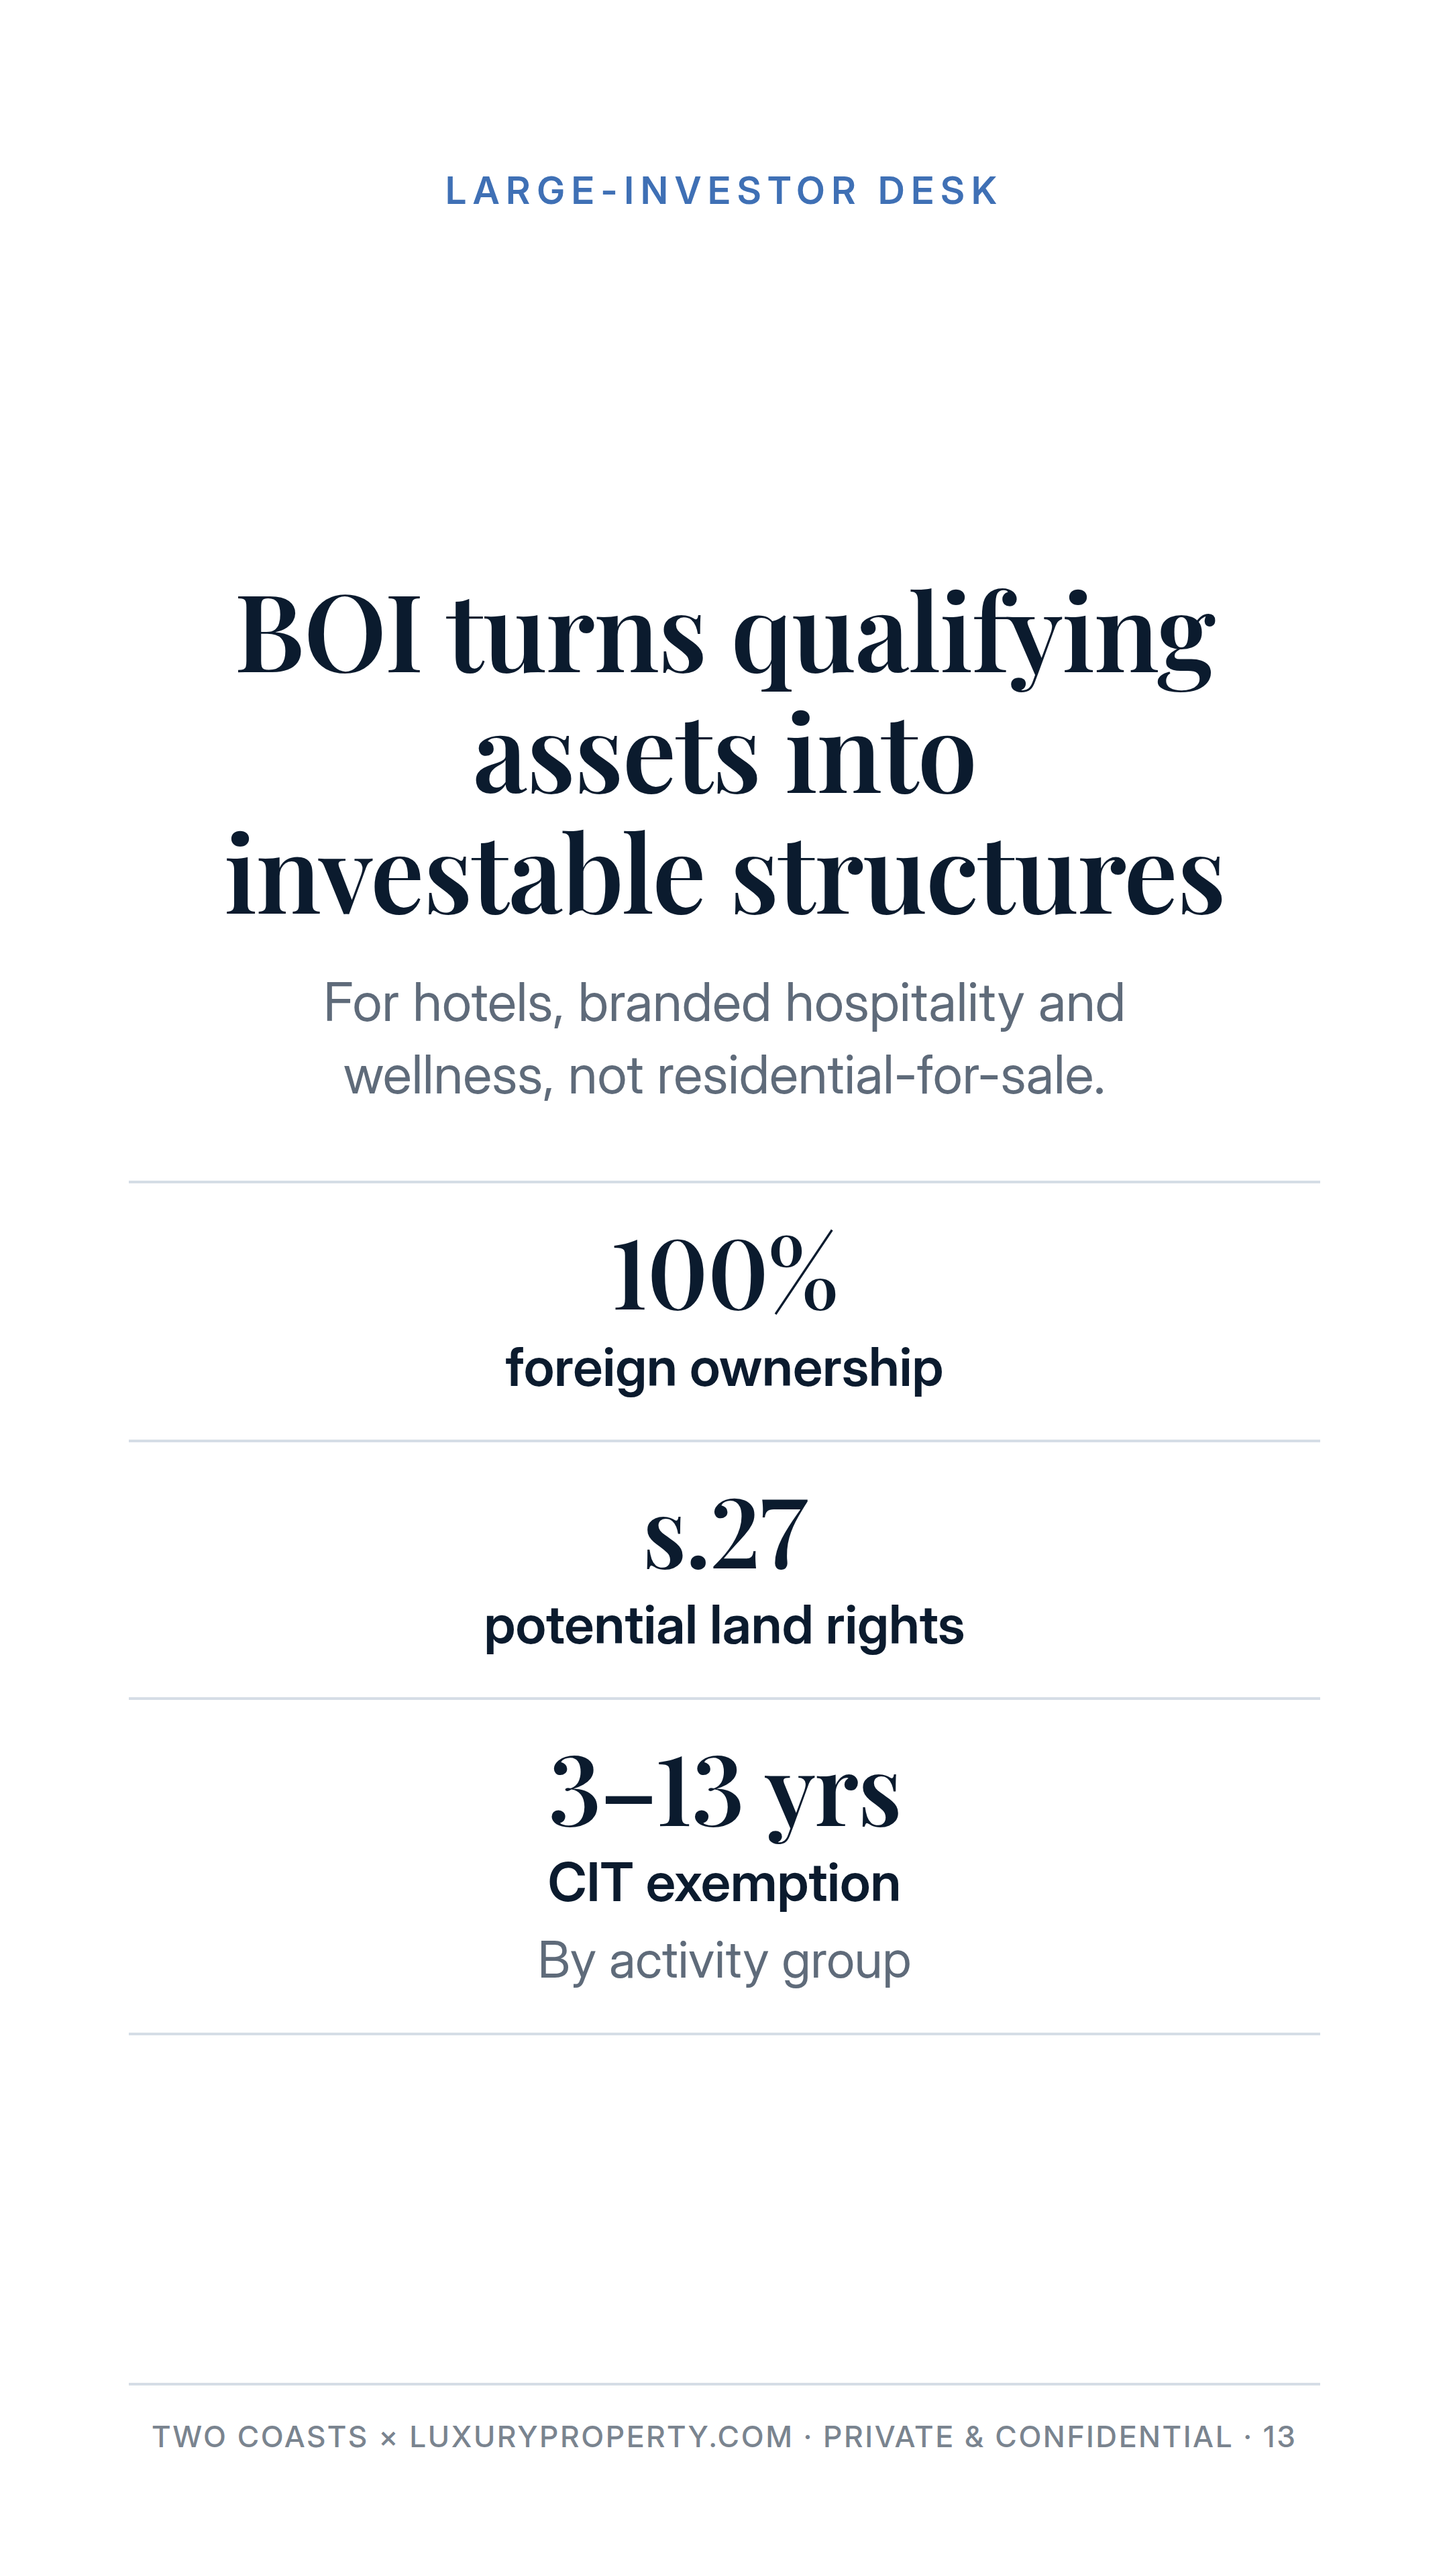 LARGE-INVESTOR DESK
BOI turns qualifying
assets into
investable structures
For hotels, branded hospitality and
wellness, not residential-for-sale.
100%
foreign ownership
s.27
potential land rights
3–13 yrs
CIT exemption
By activity group
TWO COASTS × LUXURYPROPERTY.COM · PRIVATE & CONFIDENTIAL · 13